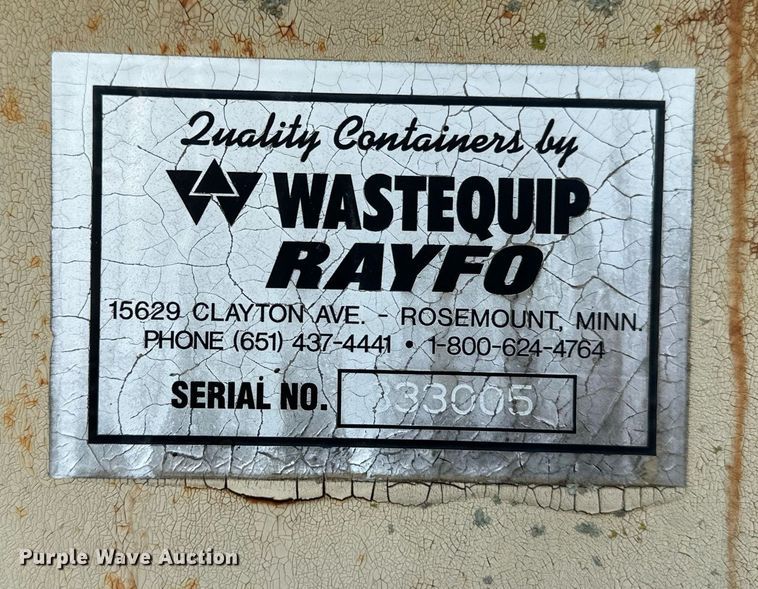 Quality Containers by
WASTEQUIP
RAYFO
15629 CLAYTON AVE. - ROSEMOUNT, MINN.
PHONE (651) 437-4441 • 1-800-624-4764
SERIAL NO. 333005
Purple Wave Auction